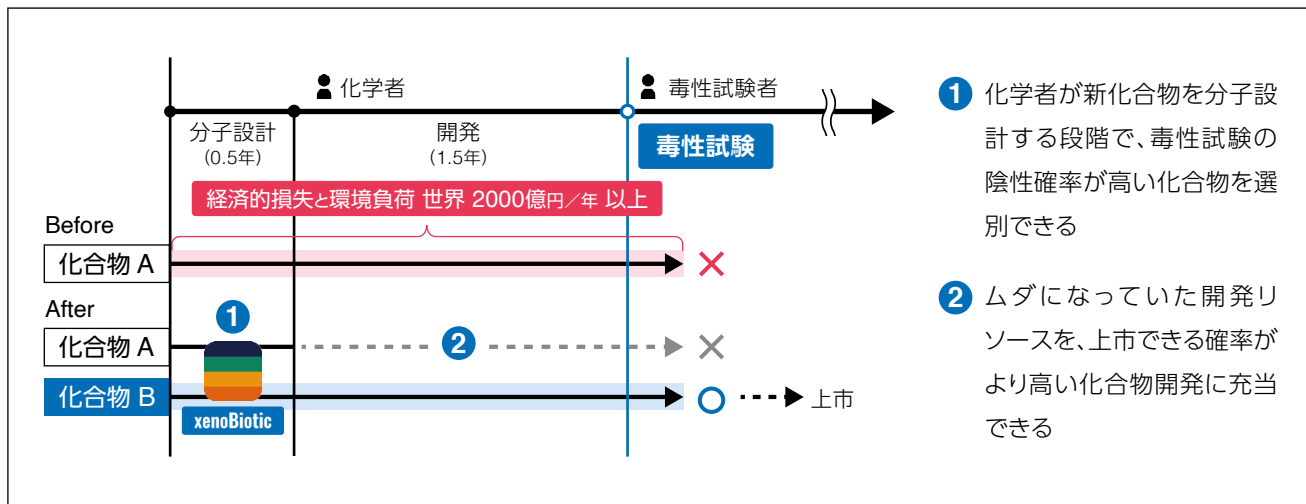 化学者
毒性試験者
分子設計
(0.5年)
開発
(1.5年)
毒性試験
経済的損失と環境負荷 世界 2000億円／年 以上
Before
化合物 A
After
化合物 A
化合物 B
1
2
xenoBiotic
上市
1 化学者が新化合物を分子設
計する段階で、毒性試験の
陰性確率が高い化合物を選
別できる
2 ムダになっていた開発リ
ソースを、上市できる確率が
より高い化合物開発に充当
できる